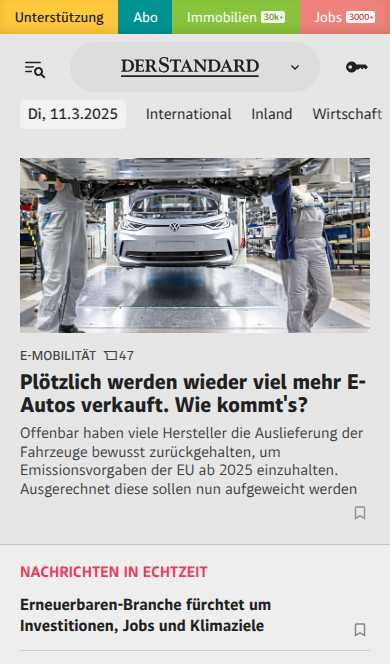 Unterstützung Abo Immobilien 30k+ Jobs 3000+
DERSTANDARD
Di, 11.3.2025 International Inland Wirtschaft
E-MOBILITÄT 47
Plötzlich werden wieder viel mehr E-
Autos verkauft. Wie kommt's?
Offenbar haben viele Hersteller die Auslieferung der
Fahrzeuge bewusst zurückgehalten, um
Emissionsvorgaben der EU ab 2025 einzuhalten.
Ausgerechnet diese sollen nun aufgeweicht werden
NACHRICHTEN IN ECHTZEIT
Erneuerbaren-Branche fürchtet um
Investitionen, Jobs und Klimaziele